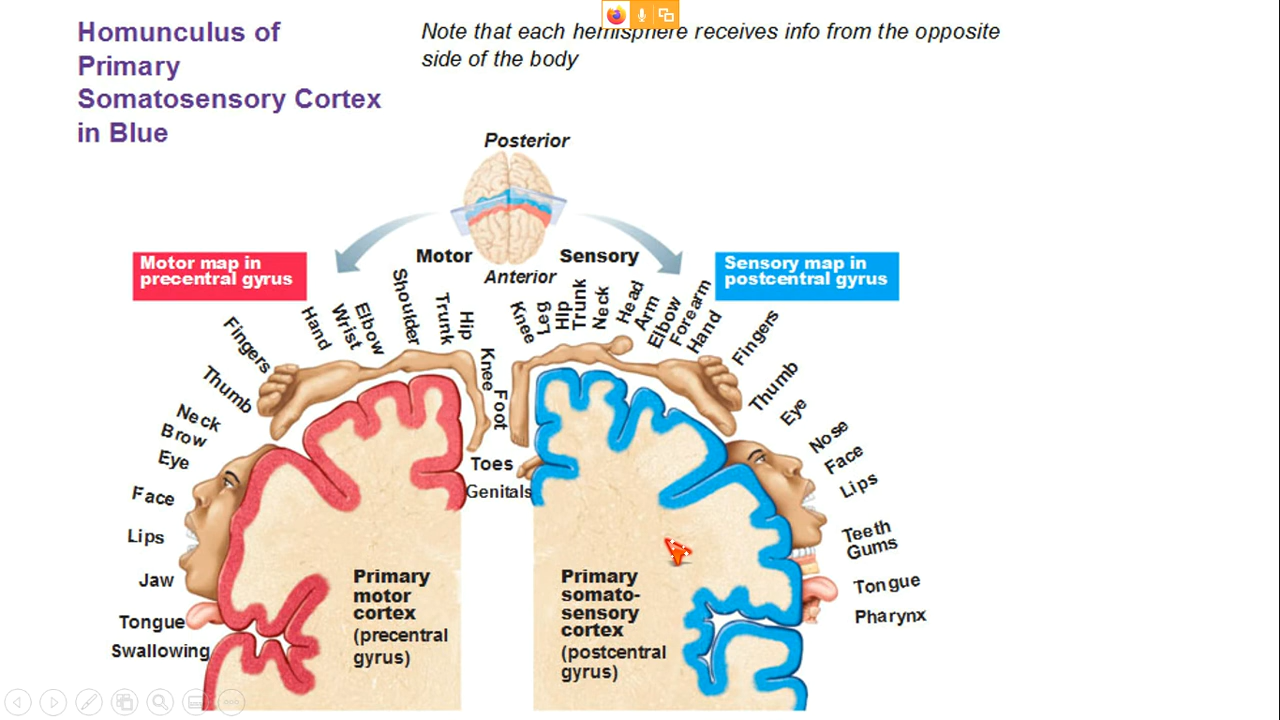 Homunculus of
Primary
Somatosensory Cortex
in Blue
Note that each hemisphere receives info from the opposite
side of the body
Posterior
Motor
Sensory
Anterior
Motor map in
precentral gyrus
Sensory map in
postcentral gyrus
Swallowing
Tongue
Jaw
Lips
Face
Eye
Brow
Neck
Thumb
Fingers
Hand
Wrist
Elbow
Shoulder
Trunk
Hip
Knee
Foot
Toes
Genitals
Knee
Leg
Hip
Trunk
Neck
Head
Arm
Elbow
Forearm
Hand
Fingers
Thumb
Eye
Nose
Face
Lips
Teeth
Gums
Tongue
Pharynx
Primary
motor
cortex
(precentral
gyrus)
Primary
somato-
sensory
cortex
(postcentral
gyrus)